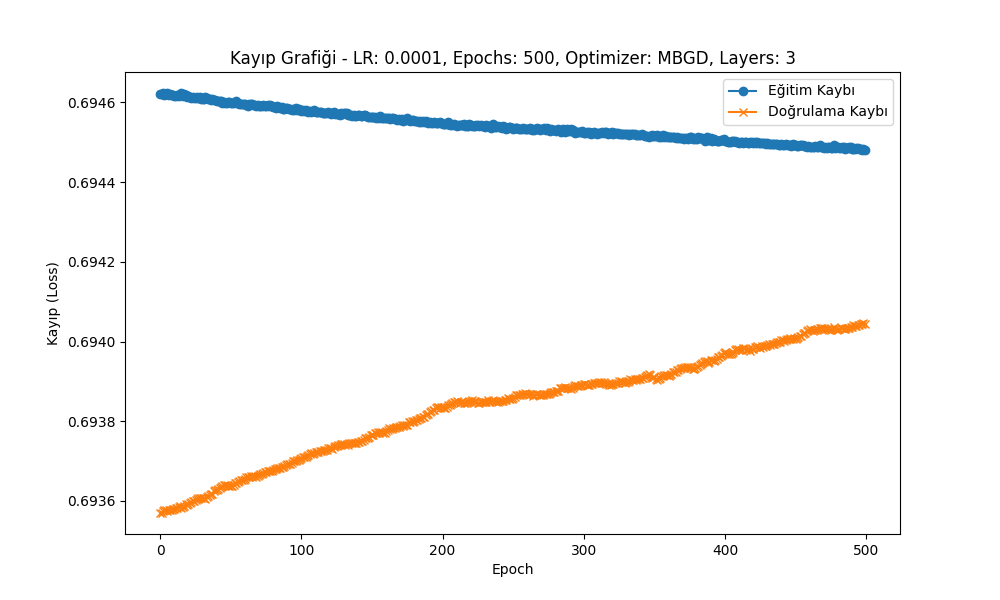 Kayıp Grafiği - LR: 0.0001, Epochs: 500, Optimizer: MBGD, Layers: 3
Eğitim Kaybı
Doğrulama Kaybı
Kayıp (Loss)
0.6946
0.6944
0.6942
0.6940
0.6938
0.6936
0 100 200 300 400 500
Epoch